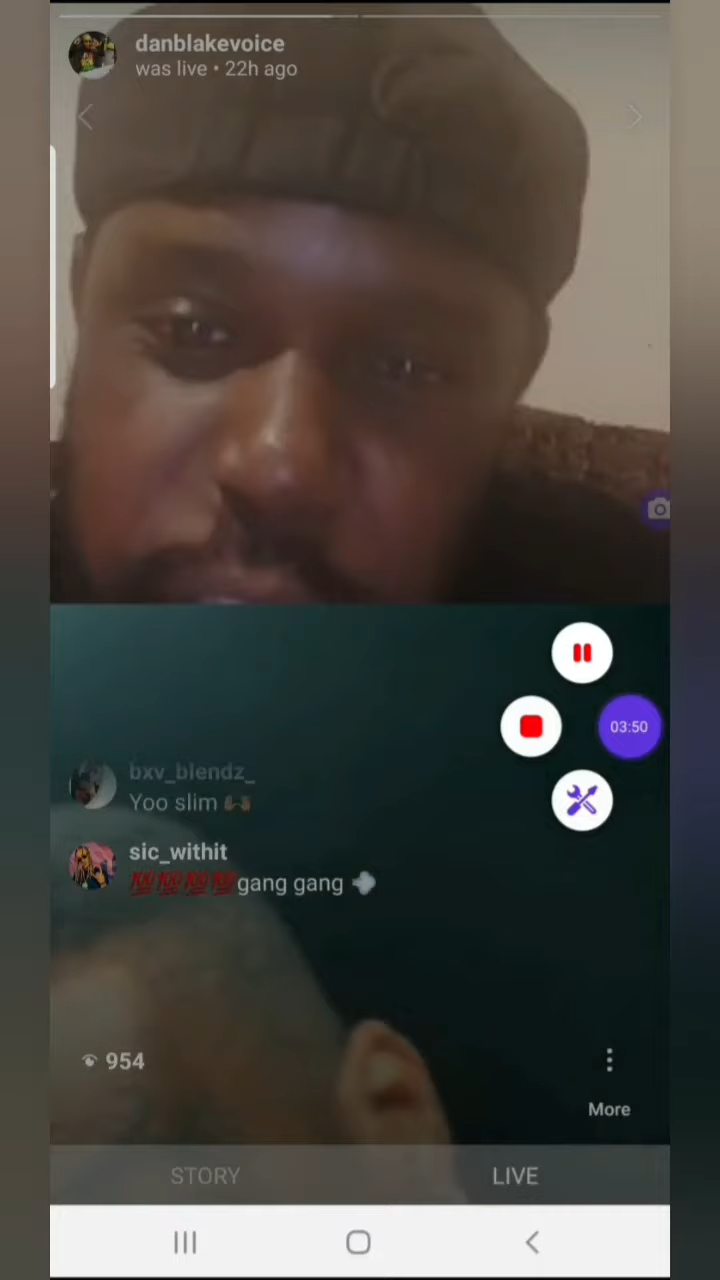 danblakevoice
was live • 22h ago
03:50
bxv_blendz_
Yoo slim 🙌🏾
sic_withit
💯💯💯💯gang gang 💨
954
More
STORY
LIVE